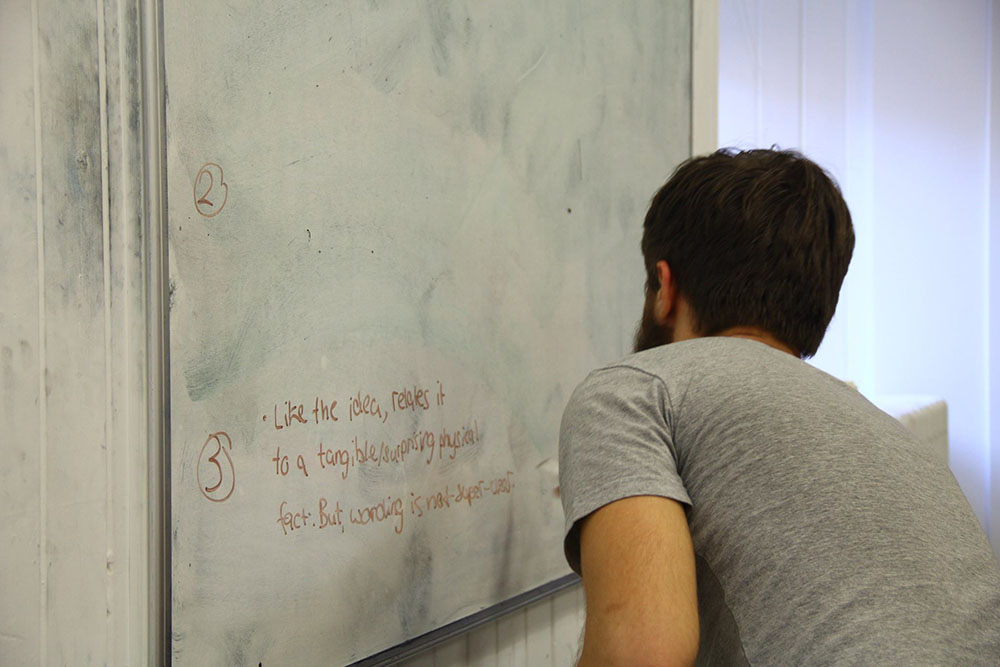 2
3
· Like the idea, relates it
to a tangible/surprising physical
fact. But, wording is not-super-clear.